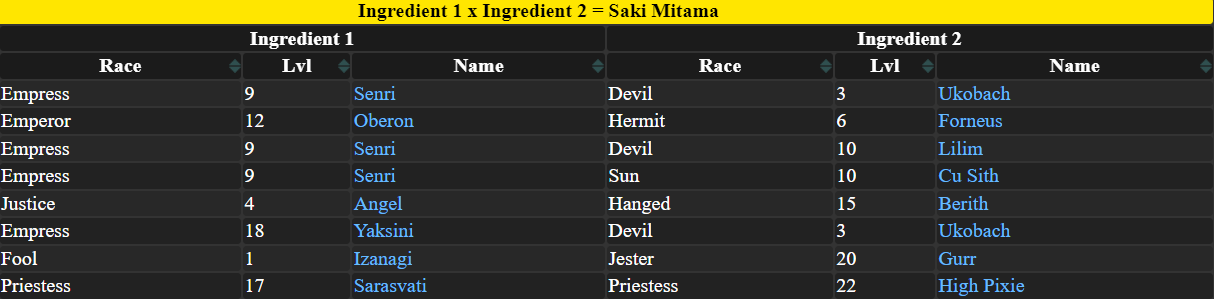 Ingredient 1 x Ingredient 2 = Saki Mitama
Ingredient 1 Ingredient 2
Race Lvl Name Race Lvl Name
Empress 9 Senri Devil 3 Ukobach
Emperor 12 Oberon Hermit 6 Forneus
Empress 9 Senri Devil 10 Lilim
Empress 9 Senri Sun 10 Cu Sith
Justice 4 Angel Hanged 15 Berith
Empress 18 Yaksini Devil 3 Ukobach
Fool 1 Izanagi Jester 20 Gurr
Priestess 17 Sarasvati Priestess 22 High Pixie